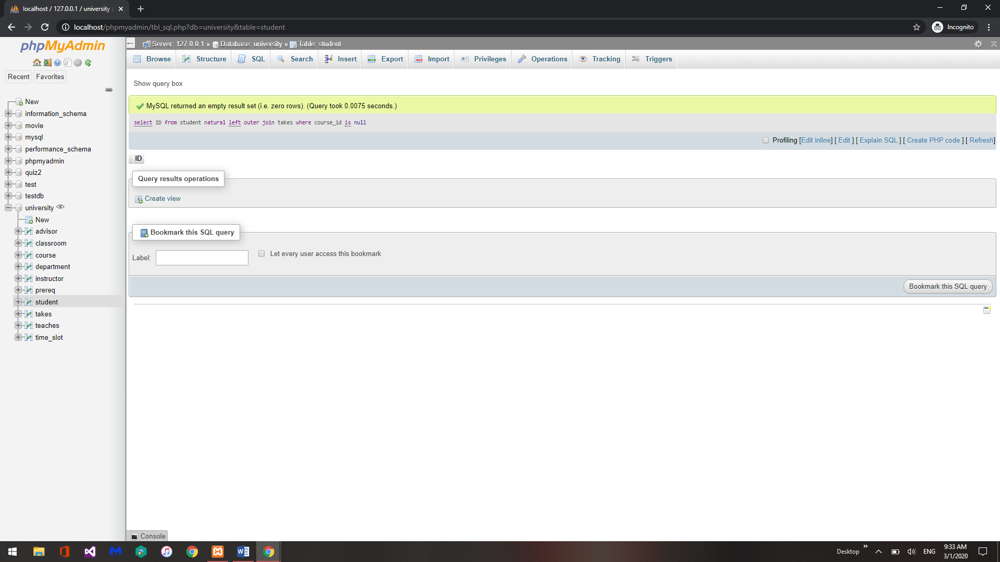 localhost / 127.0.0.1 / university /
localhost/phpmyadmin/tbl_sql.php?db=university&table=student
Incognito
phpMyAdmin
Server: 127.0.0.1 » Database: university » Table: student
Browse Structure SQL Search Insert Export Import Privileges Operations Tracking Triggers
Recent Favorites
Show query box
New
information_schema
movie
mysql
performance_schema
phpmyadmin
quiz2
test
testdb
university
New
advisor
classroom
course
department
instructor
prereq
student
takes
teaches
time_slot
MySQL returned an empty result set (i.e. zero rows). (Query took 0.0075 seconds.)
select ID from student natural left outer join takes where course_id is null
Profiling [Edit inline] [ Edit ] [ Explain SQL ] [ Create PHP code ] [ Refresh]
ID
Query results operations
Create view
Bookmark this SQL query
Label:
Let every user access this bookmark
Bookmark this SQL query
Console
Desktop
ENG
9:33 AM
3/1/2020